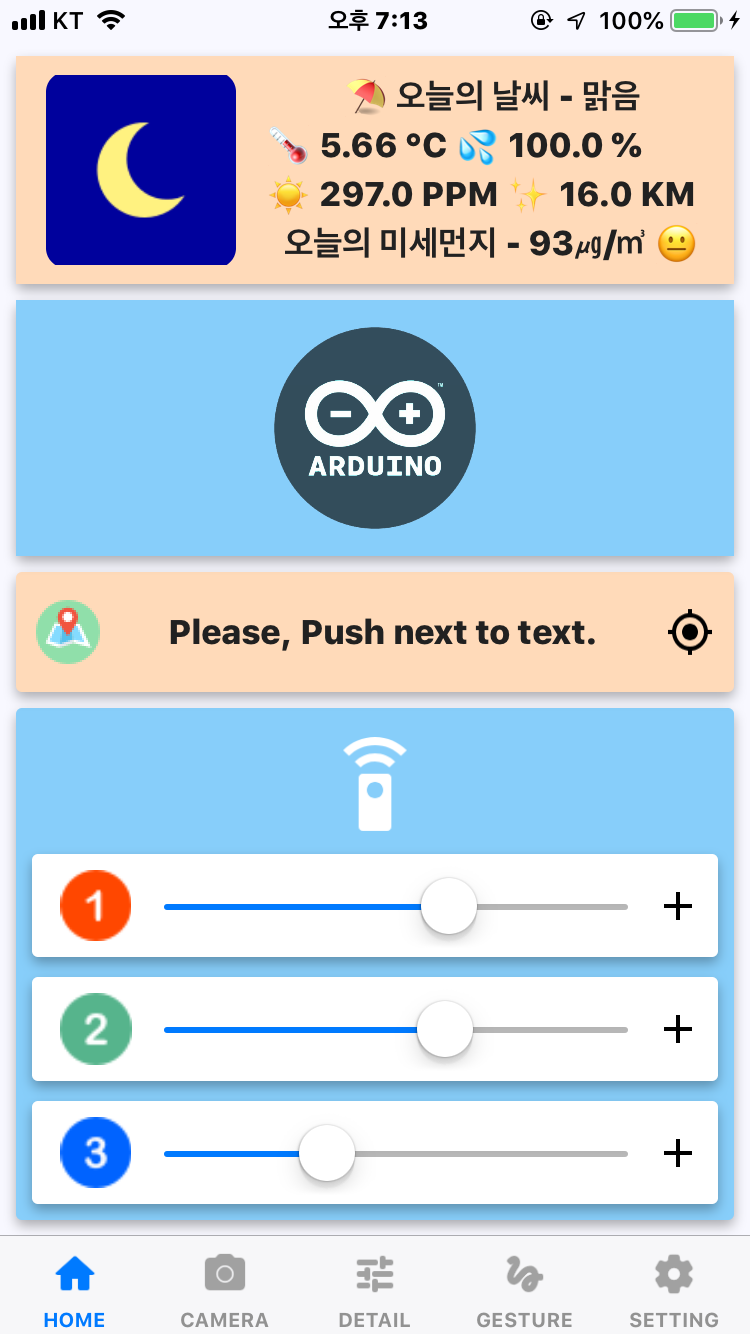 KT 오후 7:13 100%
⛱️ 오늘의 날씨 - 맑음
🌡️ 5.66 °C 💦 100.0 %
☀️ 297.0 PPM ✨ 16.0 KM
오늘의 미세먼지 - 93㎍/㎥ 😐
ARDUINO ™
Please, Push next to text.
1
2
3
HOME CAMERA DETAIL GESTURE SETTING